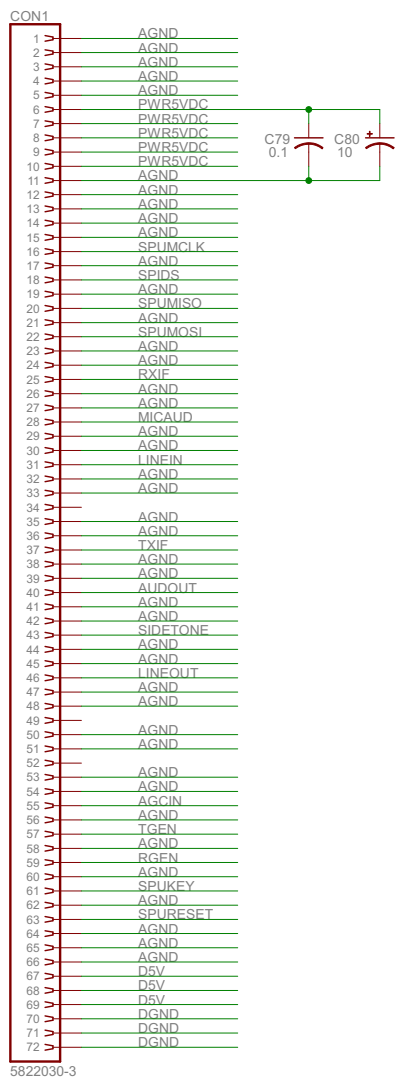 CON1
1 AGND
2 AGND
3 AGND
4 AGND
5 AGND
6 PWR5VDC
7 PWR5VDC
8 PWR5VDC C79 C80 +
9 PWR5VDC 0.1 10
10 PWR5VDC
11 AGND
12 AGND
13 AGND
14 AGND
15 AGND
16 SPUMCLK
17 AGND
18 SPIDS
19 AGND
20 SPUMISO
21 AGND
22 SPUMOSI
23 AGND
24 AGND
25 RXIF
26 AGND
27 AGND
28 MICAUD
29 AGND
30 AGND
31 LINEIN
32 AGND
33 AGND
34
35 AGND
36 AGND
37 TXIF
38 AGND
39 AGND
40 AUDOUT
41 AGND
42 AGND
43 SIDETONE
44 AGND
45 AGND
46 LINEOUT
47 AGND
48 AGND
49
50 AGND
51 AGND
52
53 AGND
54 AGND
55 AGCIN
56 AGND
57 TGEN
58 AGND
59 RGEN
60 AGND
61 SPUKEY
62 AGND
63 SPURESET
64 AGND
65 AGND
66 AGND
67 D5V
68 D5V
69 D5V
70 DGND
71 DGND
72 DGND
5822030-3